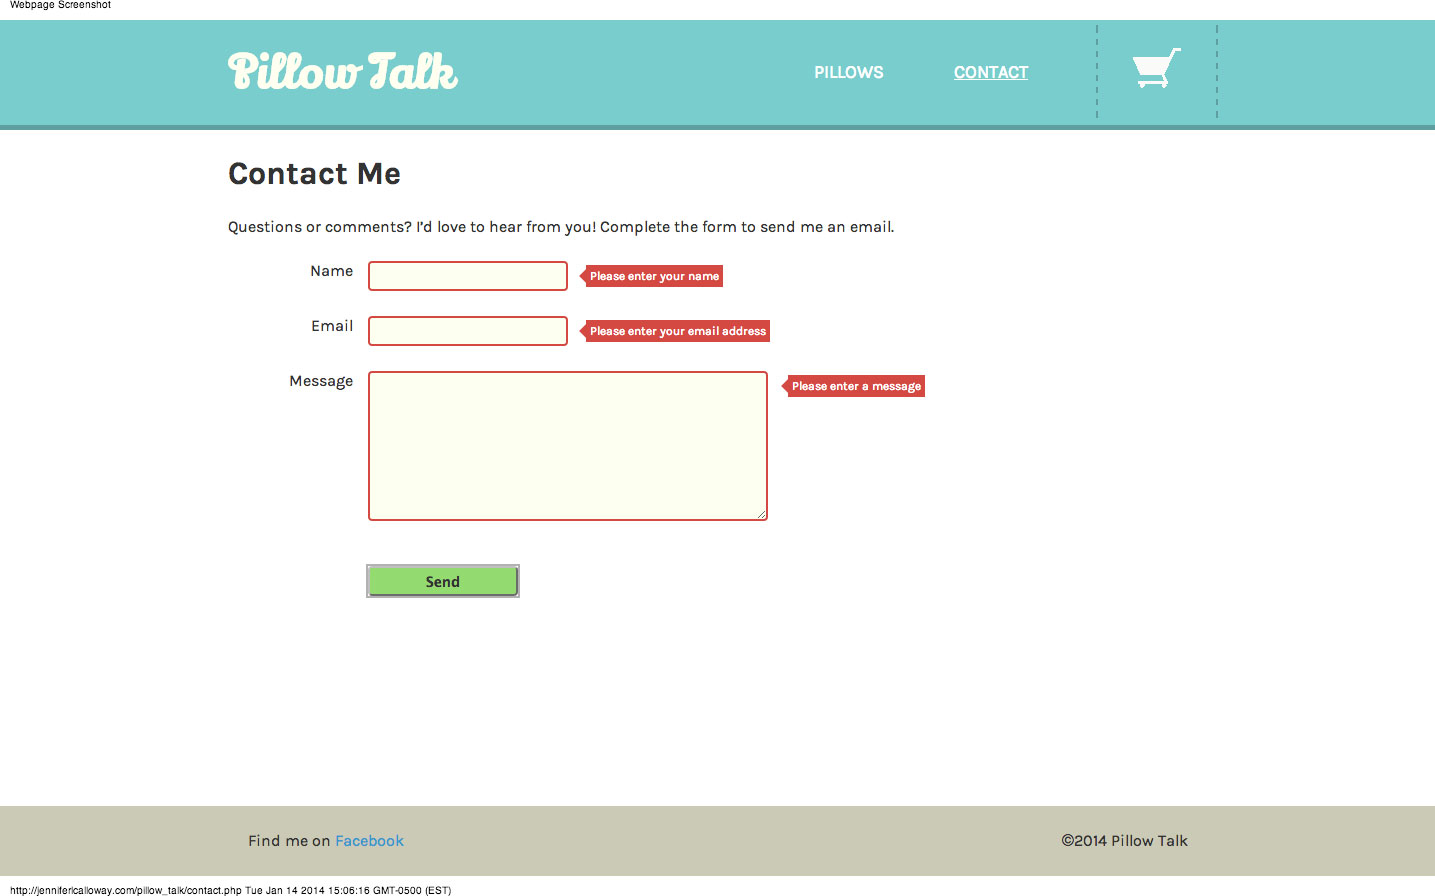 Webpage Screenshot
Pillow Talk
PILLOWS
CONTACT
Contact Me
Questions or comments? I'd love to hear from you! Complete the form to send me an email.
Name
Please enter your name
Email
Please enter your email address
Message
Please enter a message
Send
Find me on Facebook
©2014 Pillow Talk
http://jenniferlcalloway.com/pillow_talk/contact.php Tue Jan 14 2014 15:06:16 GMT-0500 (EST)